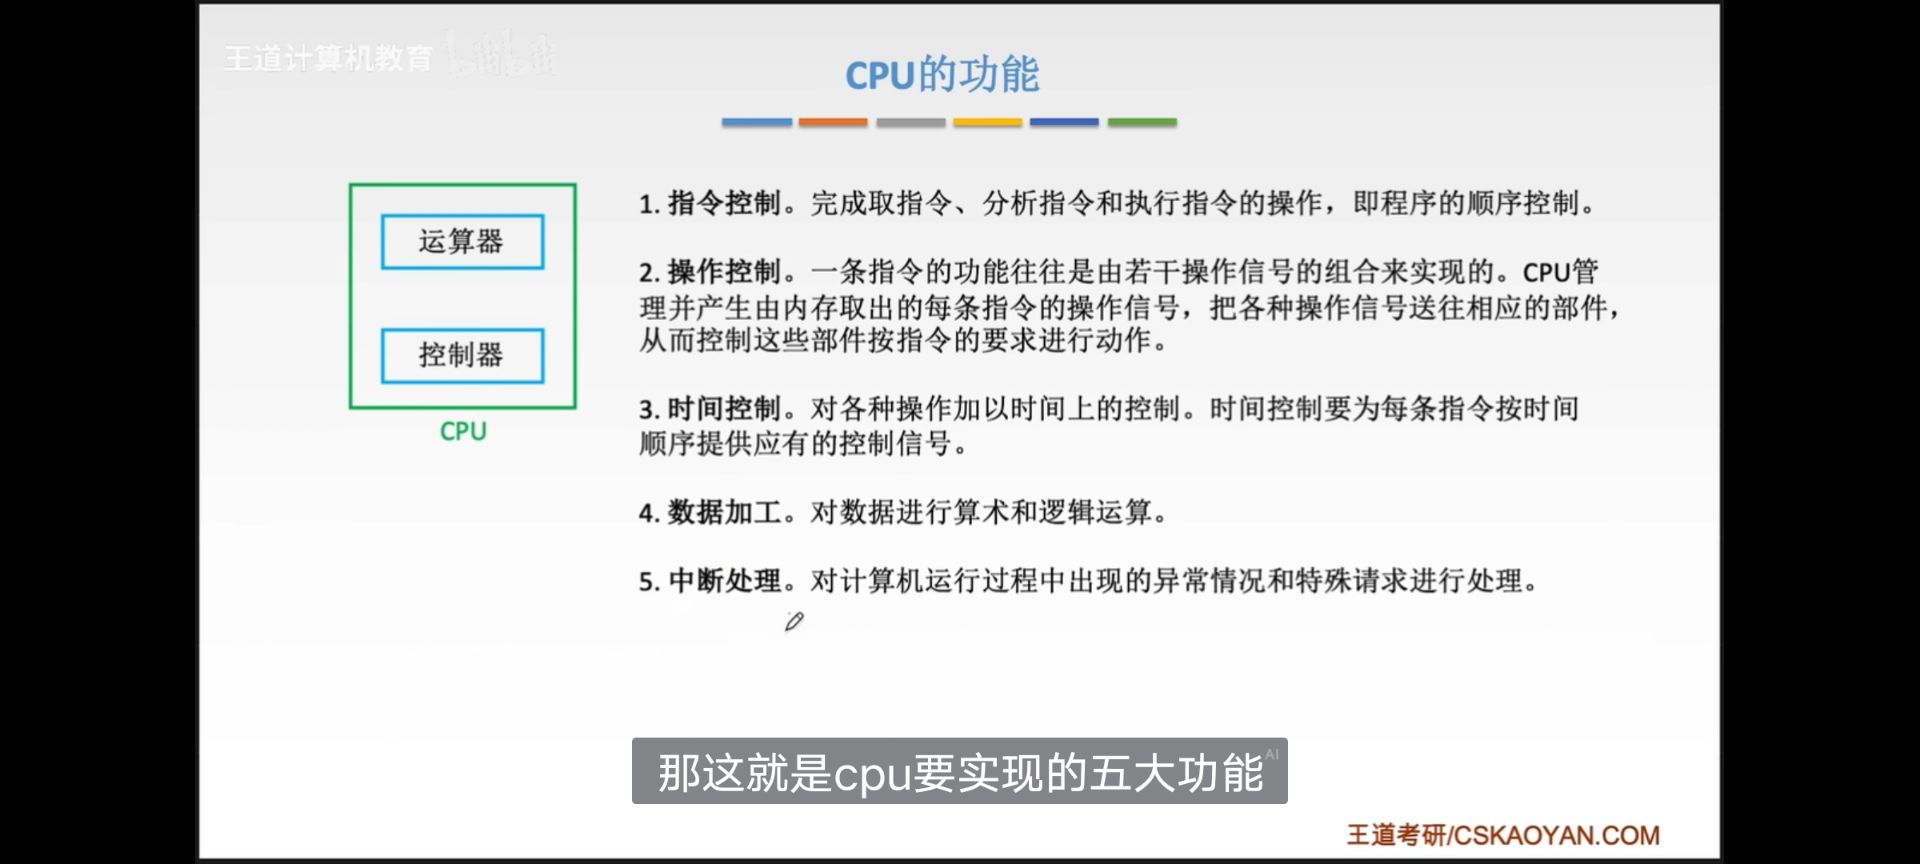 王道计算机教育 bilibili
CPU的功能
运算器
控制器
CPU
1. 指令控制。完成取指令、分析指令和执行指令的操作，即程序的顺序控制。
2. 操作控制。一条指令的功能往往是由若干操作信号的组合来实现的。CPU管
理并产生由内存取出的每条指令的操作信号，把各种操作信号送往相应的部件，
从而控制这些部件按指令的要求进行动作。
3. 时间控制。对各种操作加以时间上的控制。时间控制要为每条指令按时间
顺序提供应有的控制信号。
4. 数据加工。对数据进行算术和逻辑运算。
5. 中断处理。对计算机运行过程中出现的异常情况和特殊请求进行处理。
那这就是cpu要实现的五大功能 AI
王道考研/CSKAOYAN.COM